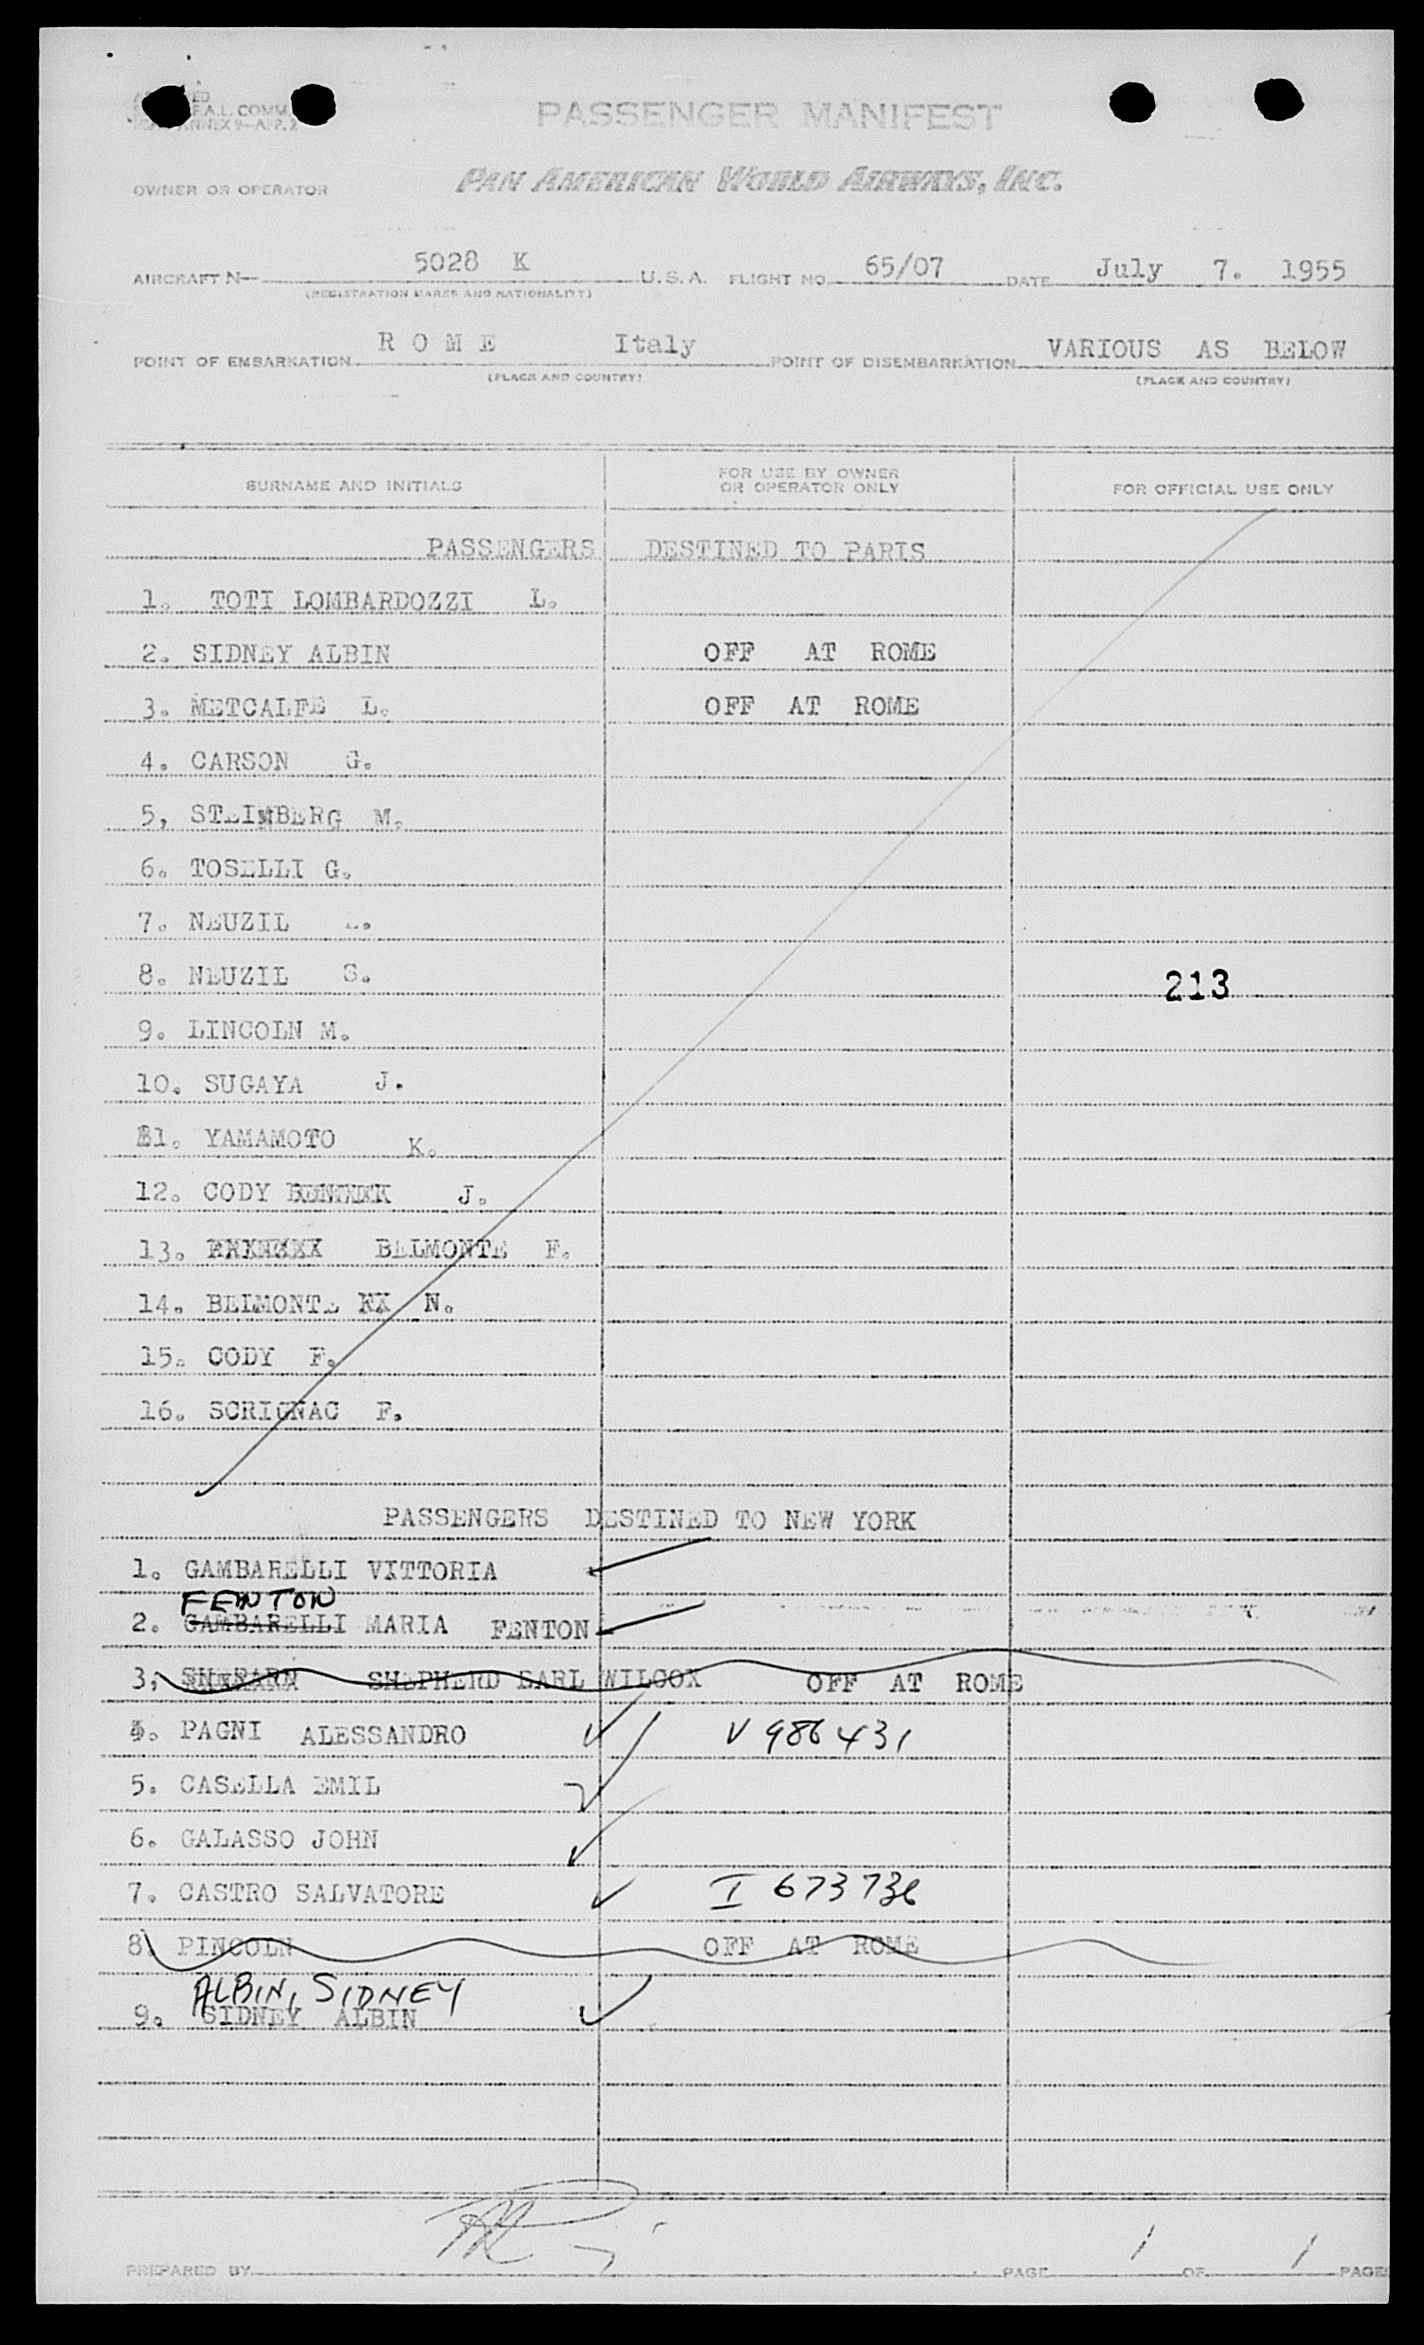 PASSENGER MANIFEST
F.A.L. COMM
ANNEX 9—APP. 2
OWNER OR OPERATOR PAN AMERICAN WORLD AIRWAYS, INC.
AIRCRAFT N— 5028 K U.S.A. FLIGHT NO. 65/07 DATE July 7. 1955
(REGISTRATION MARKS AND NATIONALITY)
POINT OF EMBARKATION R O M E Italy POINT OF DISEMBARKATION VARIOUS AS BELOW
(PLACE AND COUNTRY) (PLACE AND COUNTRY)
SURNAME AND INITIALS FOR USE BY OWNER OR OPERATOR ONLY FOR OFFICIAL USE ONLY
PASSENGERS DESTINED TO PARIS
1. TOTI LOMBARDOZZI L.
2. SIDNEY ALBIN OFF AT ROME
3. METCALFE L. OFF AT ROME
4. CARSON G.
5, STEIMBERG M.
6. TOSELLI G.
7. NEUZIL
8. NEUZIL S. 213
9. LINCOLN M.
10. SUGAYA J.
11. YAMAMOTO K.
12. CODY J.
13. BELMONTE F.
14. BELMONTE N.
15. CODY F.
16. SCRIGNAC F.
PASSENGERS DESTINED TO NEW YORK
1. GAMBARELLI VITTORIA
FENTON
2. GAMBARELLI MARIA FENTON
3, SHEPHERD EARL WILCOX OFF AT ROME
4. PAGNI ALESSANDRO V 986431
5. CASELLA EMIL
6. GALASSO JOHN
7. CASTRO SALVATORE I 673736
8. PINCOLN OFF AT ROME
ALBIN, SIDNEY
9. SIDNEY ALBIN
PREPARED BY PAGE 1 OF 1 PAGE